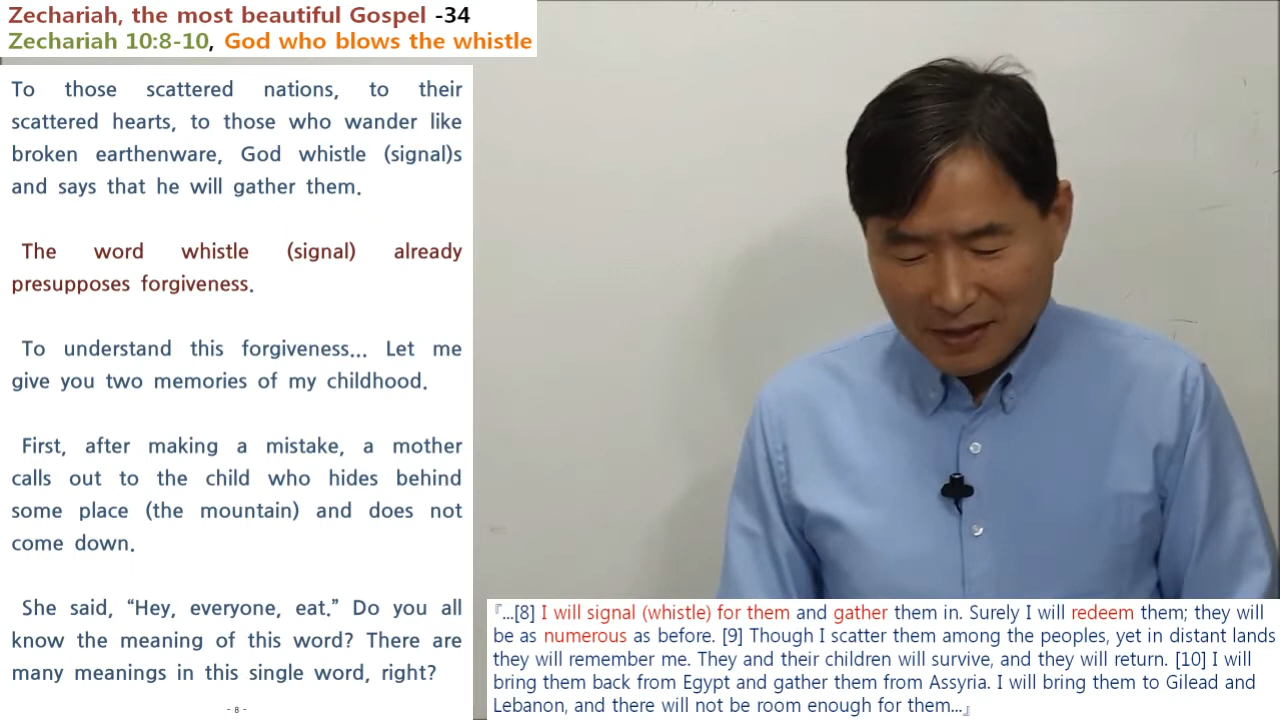 Zechariah, the most beautiful Gospel -34
Zechariah 10:8-10, God who blows the whistle
To those scattered nations, to their
scattered hearts, to those who wander like
broken earthenware, God whistle (signal)s
and says that he will gather them.
The word whistle (signal) already
presupposes forgiveness.
To understand this forgiveness... Let me
give you two memories of my childhood.
First, after making a mistake, a mother
calls out to the child who hides behind
some place (the mountain) and does not
come down.
She said, “Hey, everyone, eat.” Do you all
know the meaning of this word? There are
many meanings in this single word, right?
- 8 -
『...[8] I will signal (whistle) for them and gather them in. Surely I will redeem them; they will
be as numerous as before. [9] Though I scatter them among the peoples, yet in distant lands
they will remember me. They and their children will survive, and they will return. [10] I will
bring them back from Egypt and gather them from Assyria. I will bring them to Gilead and
Lebanon, and there will not be room enough for them...』